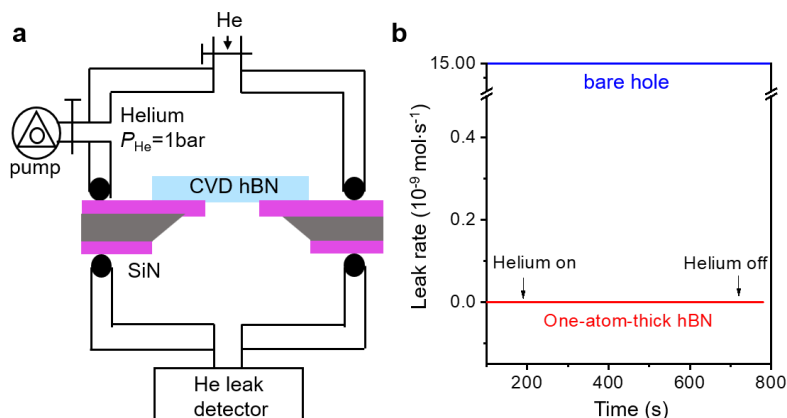 a
He
Helium
P_He=1bar
pump
CVD hBN
SiN
He leak
detector
b
15.00
bare hole
0.4
0.2
0.0
Leak rate (10⁻⁹ mol·s⁻¹)
Helium on
Helium off
One-atom-thick hBN
200
400
600
800
Time (s)